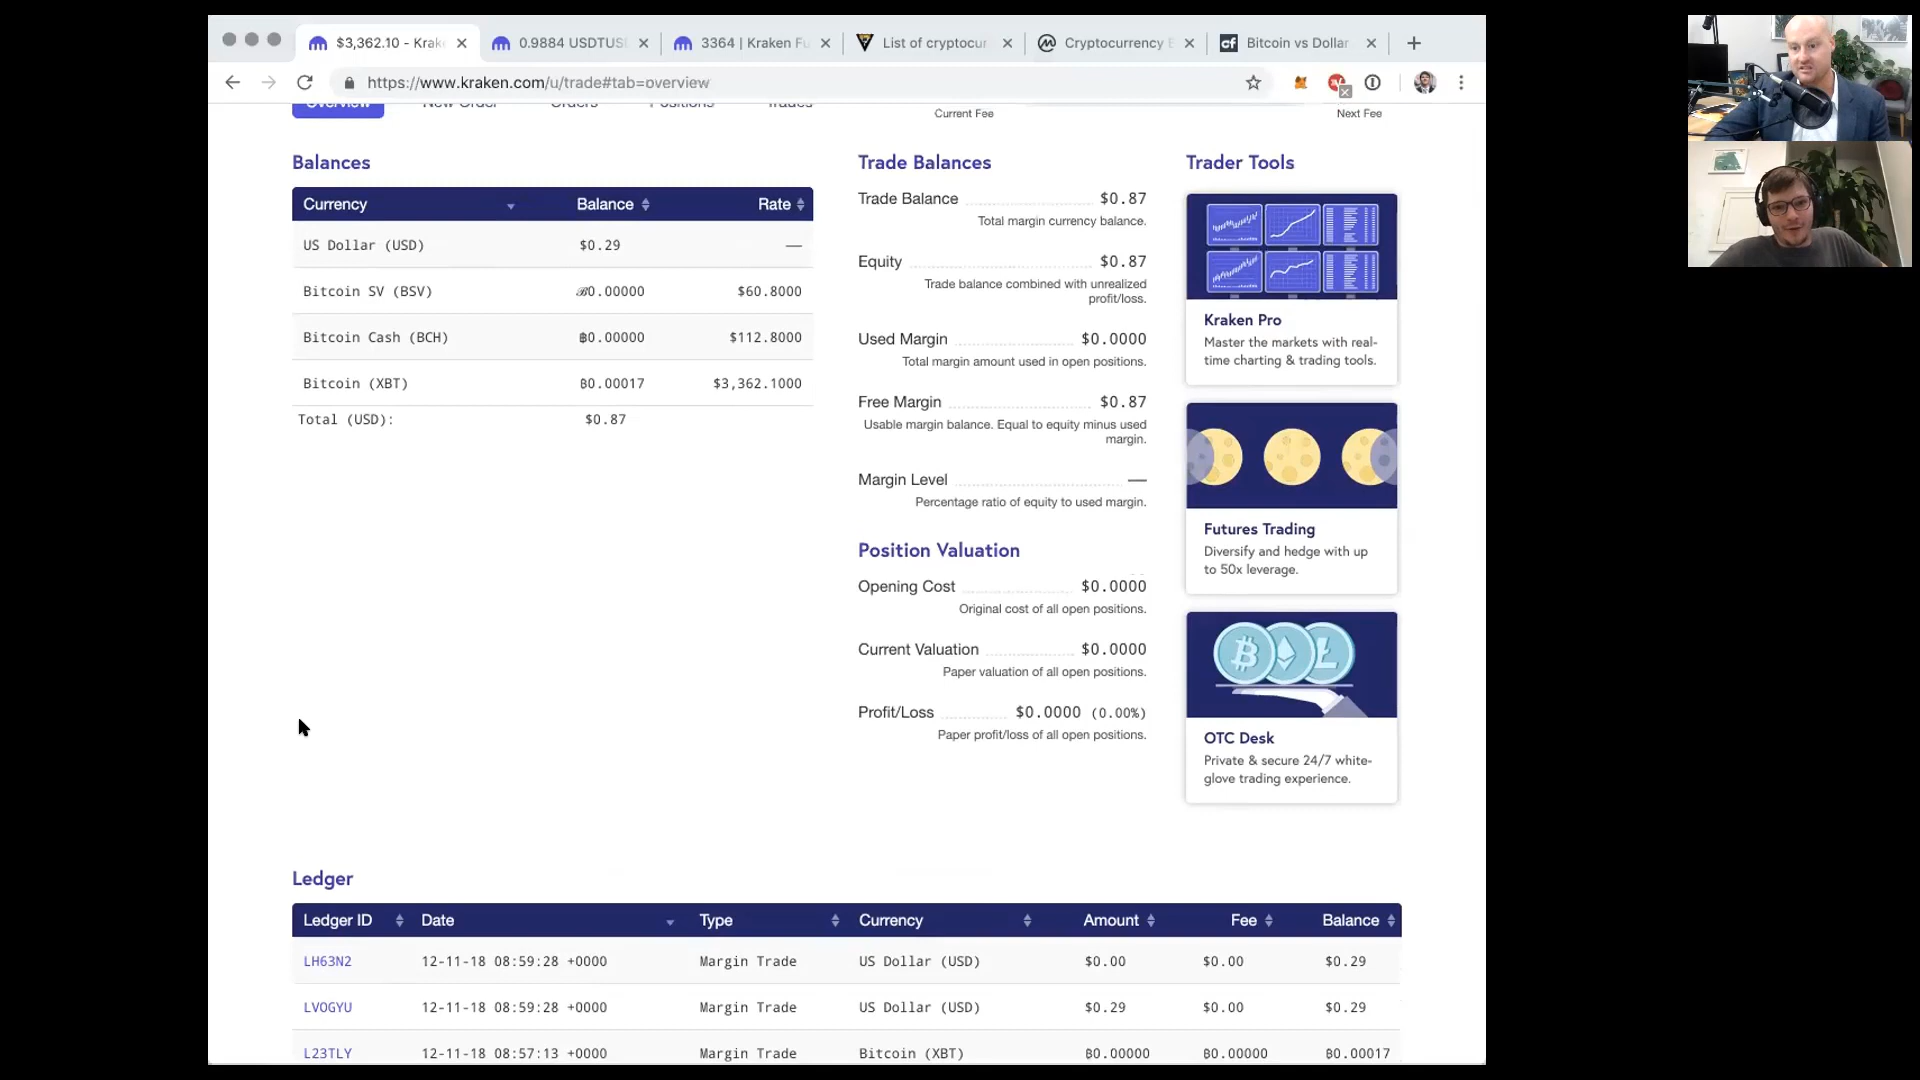 $3,362.10 - Krak
0.9884 USDTUS
3364 | Kraken Fu
List of cryptocur
Cryptocurrency E
Bitcoin vs Dollar
https://www.kraken.com/u/trade#tab=overview
Overview New Order Orders Positions Trades
Current Fee
Next Fee
Balances
Currency Balance Rate
US Dollar (USD) $0.29 —
Bitcoin SV (BSV) ₿0.00000 $60.8000
Bitcoin Cash (BCH) ฿0.00000 $112.8000
Bitcoin (XBT) ฿0.00017 $3,362.1000
Total (USD): $0.87
Trade Balances
Trade Balance $0.87
Total margin currency balance.
Equity $0.87
Trade balance combined with unrealized
profit/loss.
Used Margin $0.0000
Total margin amount used in open positions.
Free Margin $0.87
Usable margin balance. Equal to equity minus used
margin.
Margin Level —
Percentage ratio of equity to used margin.
Position Valuation
Opening Cost $0.0000
Original cost of all open positions.
Current Valuation $0.0000
Paper valuation of all open positions.
Profit/Loss $0.0000 (0.00%)
Paper profit/loss of all open positions.
Trader Tools
Kraken Pro
Master the markets with real-
time charting & trading tools.
Futures Trading
Diversify and hedge with up
to 50x leverage.
OTC Desk
Private & secure 24/7 white-
glove trading experience.
Ledger
Ledger ID Date Type Currency Amount Fee Balance
LH63N2 12-11-18 08:59:28 +0000 Margin Trade US Dollar (USD) $0.00 $0.00 $0.29
LVOGYU 12-11-18 08:59:28 +0000 Margin Trade US Dollar (USD) $0.29 $0.00 $0.29
L23TLY 12-11-18 08:57:13 +0000 Margin Trade Bitcoin (XBT) ฿0.00000 ฿0.00000 ฿0.00017